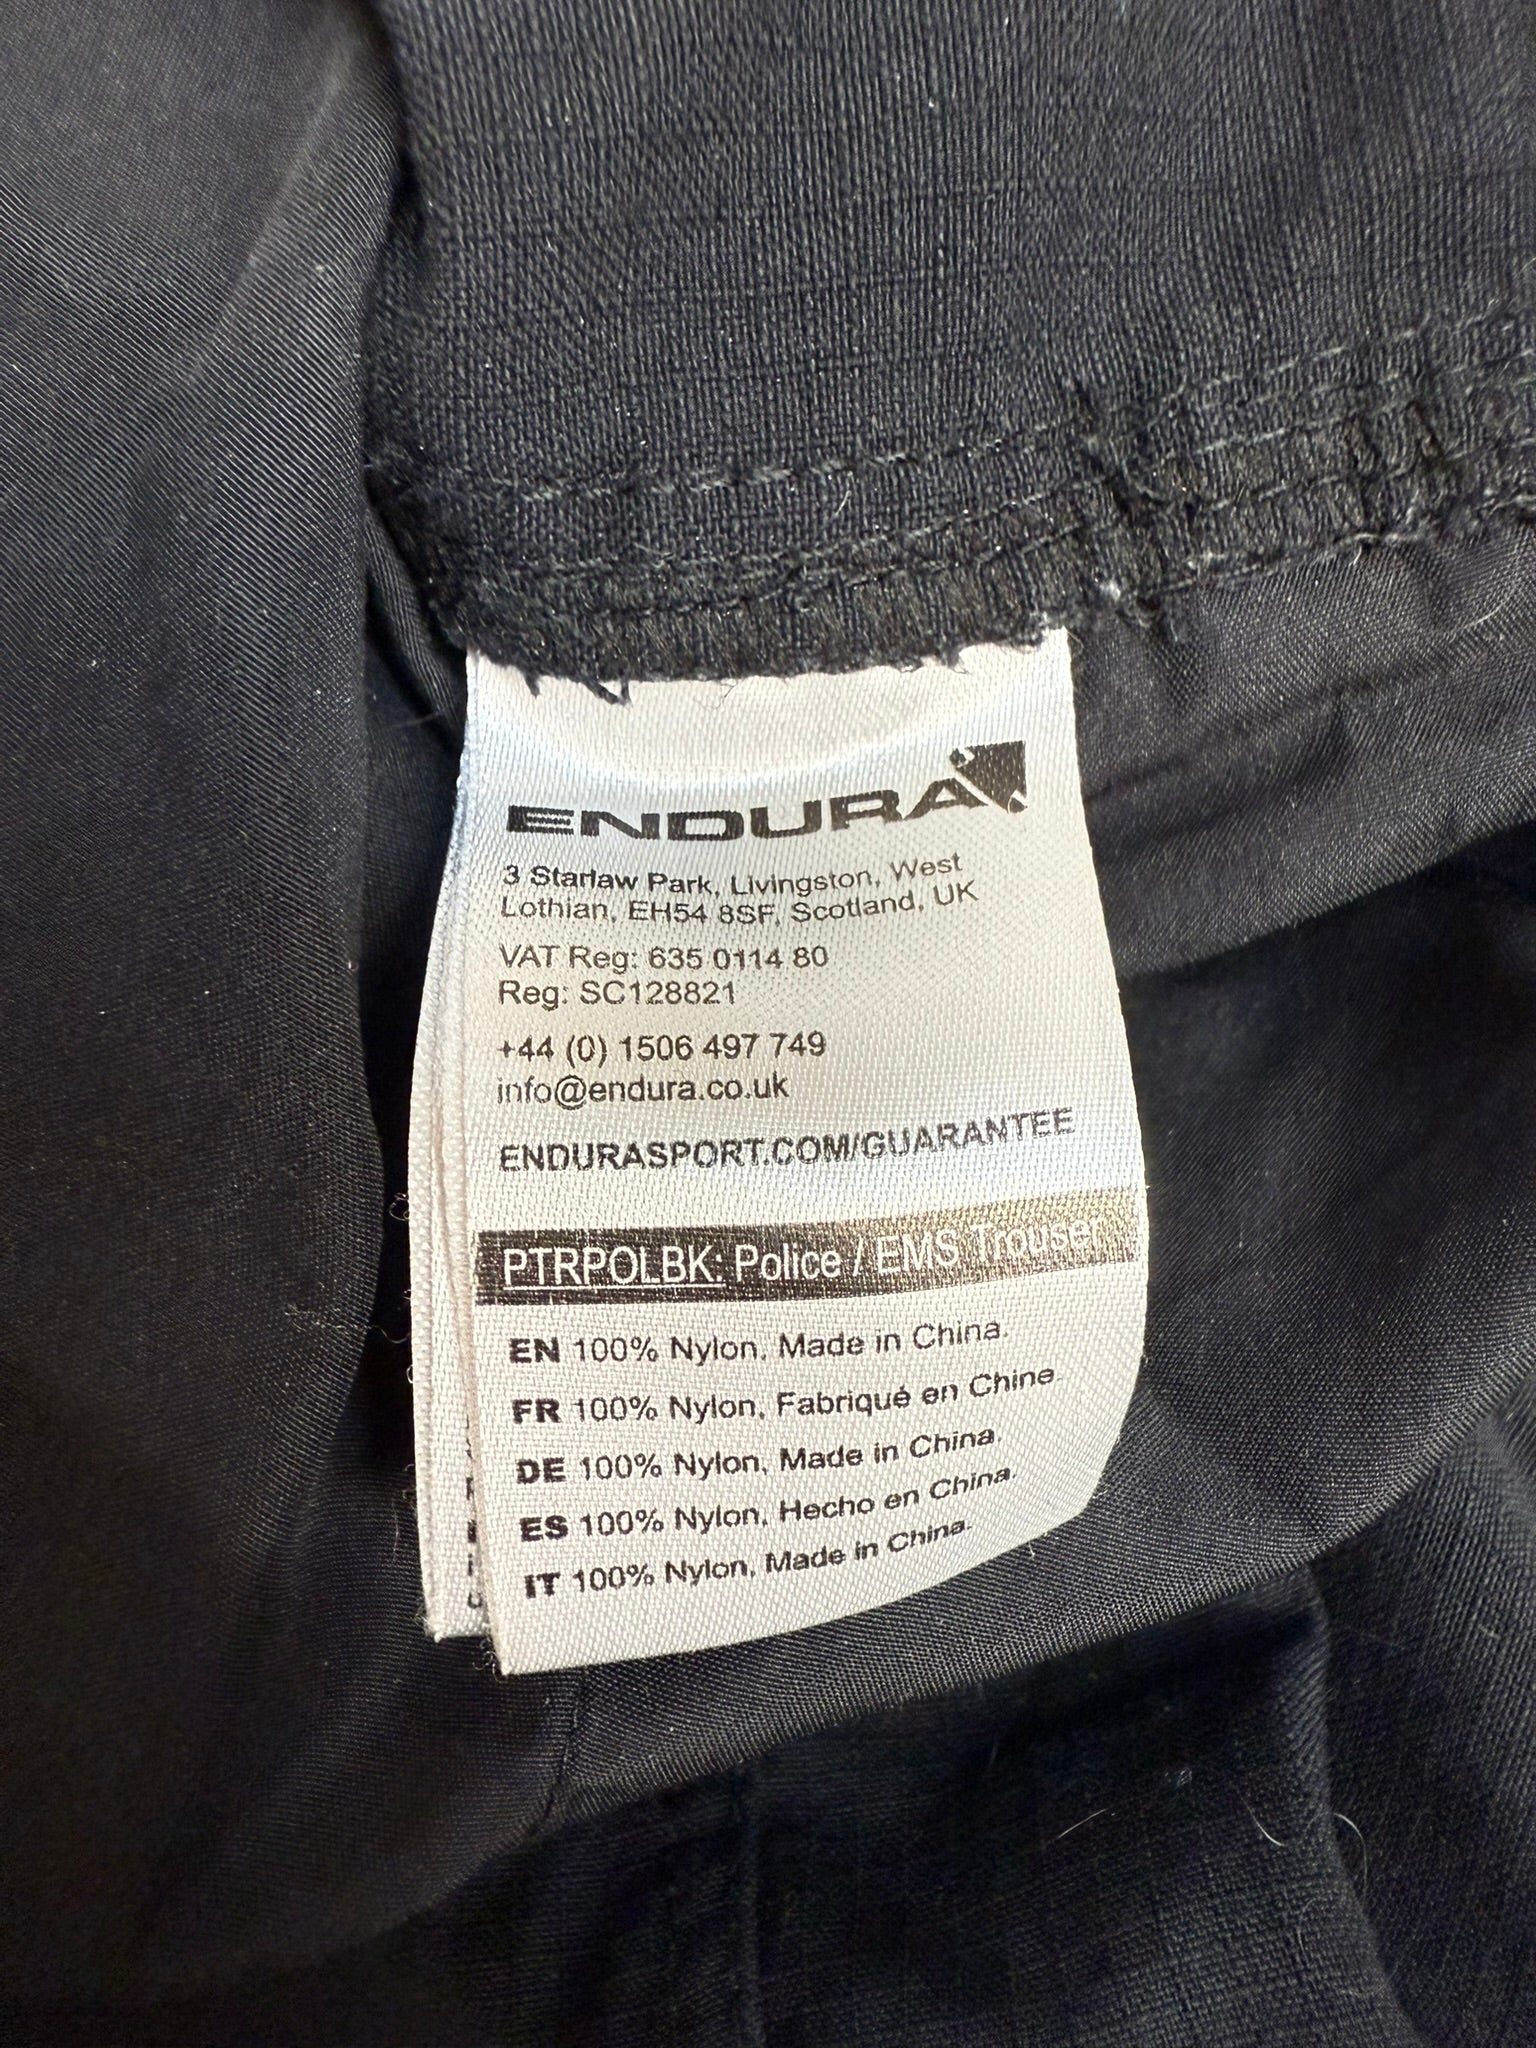 ENDURA
3 Starlaw Park, Livingston, West
Lothian, EH54 8SF, Scotland, UK
VAT Reg: 635 0114 80
Reg: SC128821
+44 (0) 1506 497 749
info@endura.co.uk
ENDURASPORT.COM/GUARANTEE
PTRPOLBK: Police / EMS Trouser
EN 100% Nylon, Made in China.
FR 100% Nylon, Fabriqué en Chine.
DE 100% Nylon, Made in China.
ES 100% Nylon, Hecho en China.
IT 100% Nylon, Made in China.